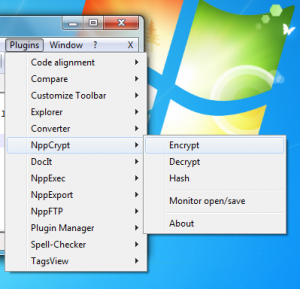 Plugins Window ? X
Code alignment
Compare
Customize Toolbar
Explorer
Converter
NppCrypt
DocIt
NppExec
NppExport
NppFTP
Plugin Manager
Spell-Checker
TagsView
Encrypt
Decrypt
Hash
Monitor open/save
About